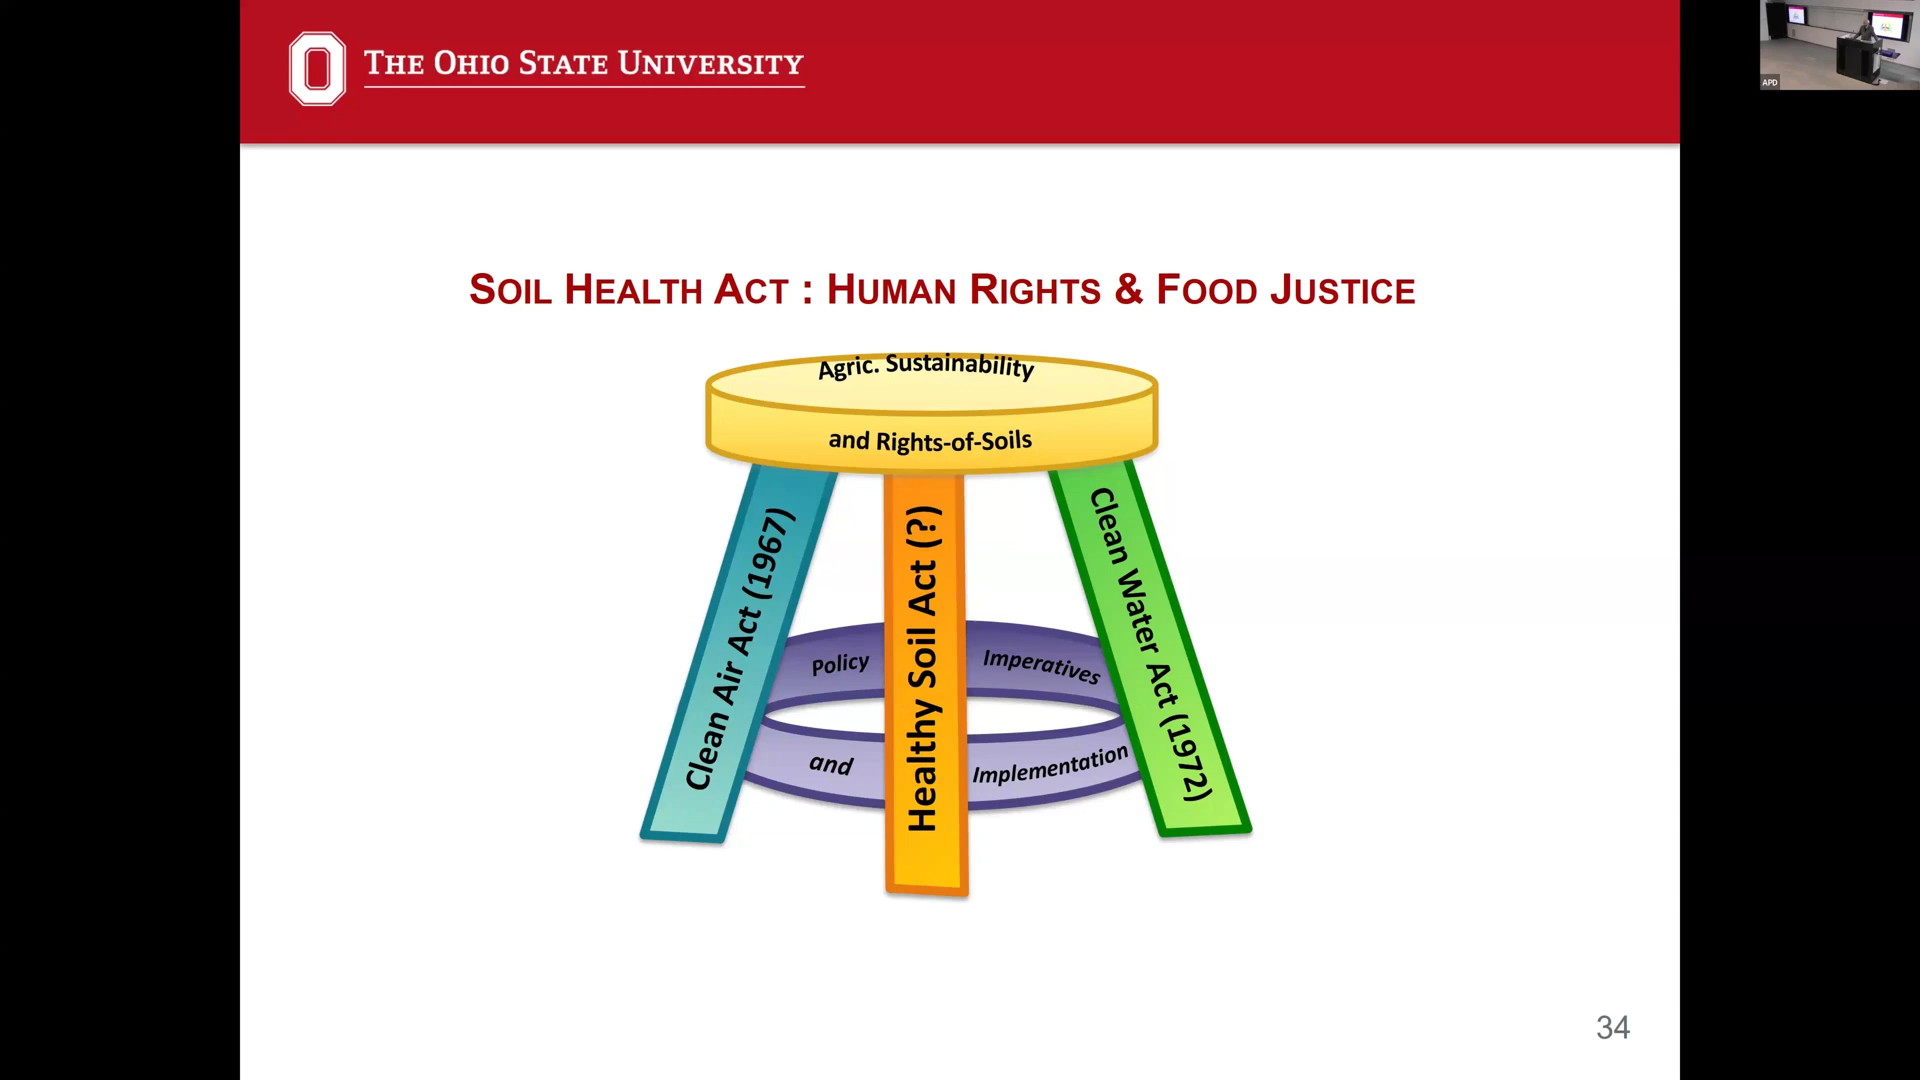 THE OHIO STATE UNIVERSITY
APD
SOIL HEALTH ACT : HUMAN RIGHTS & FOOD JUSTICE
Agric. Sustainability
and Rights-of-Soils
Clean Air Act (1967)
Healthy Soil Act (?)
Clean Water Act (1972)
Policy
Imperatives
and
Implementation
34